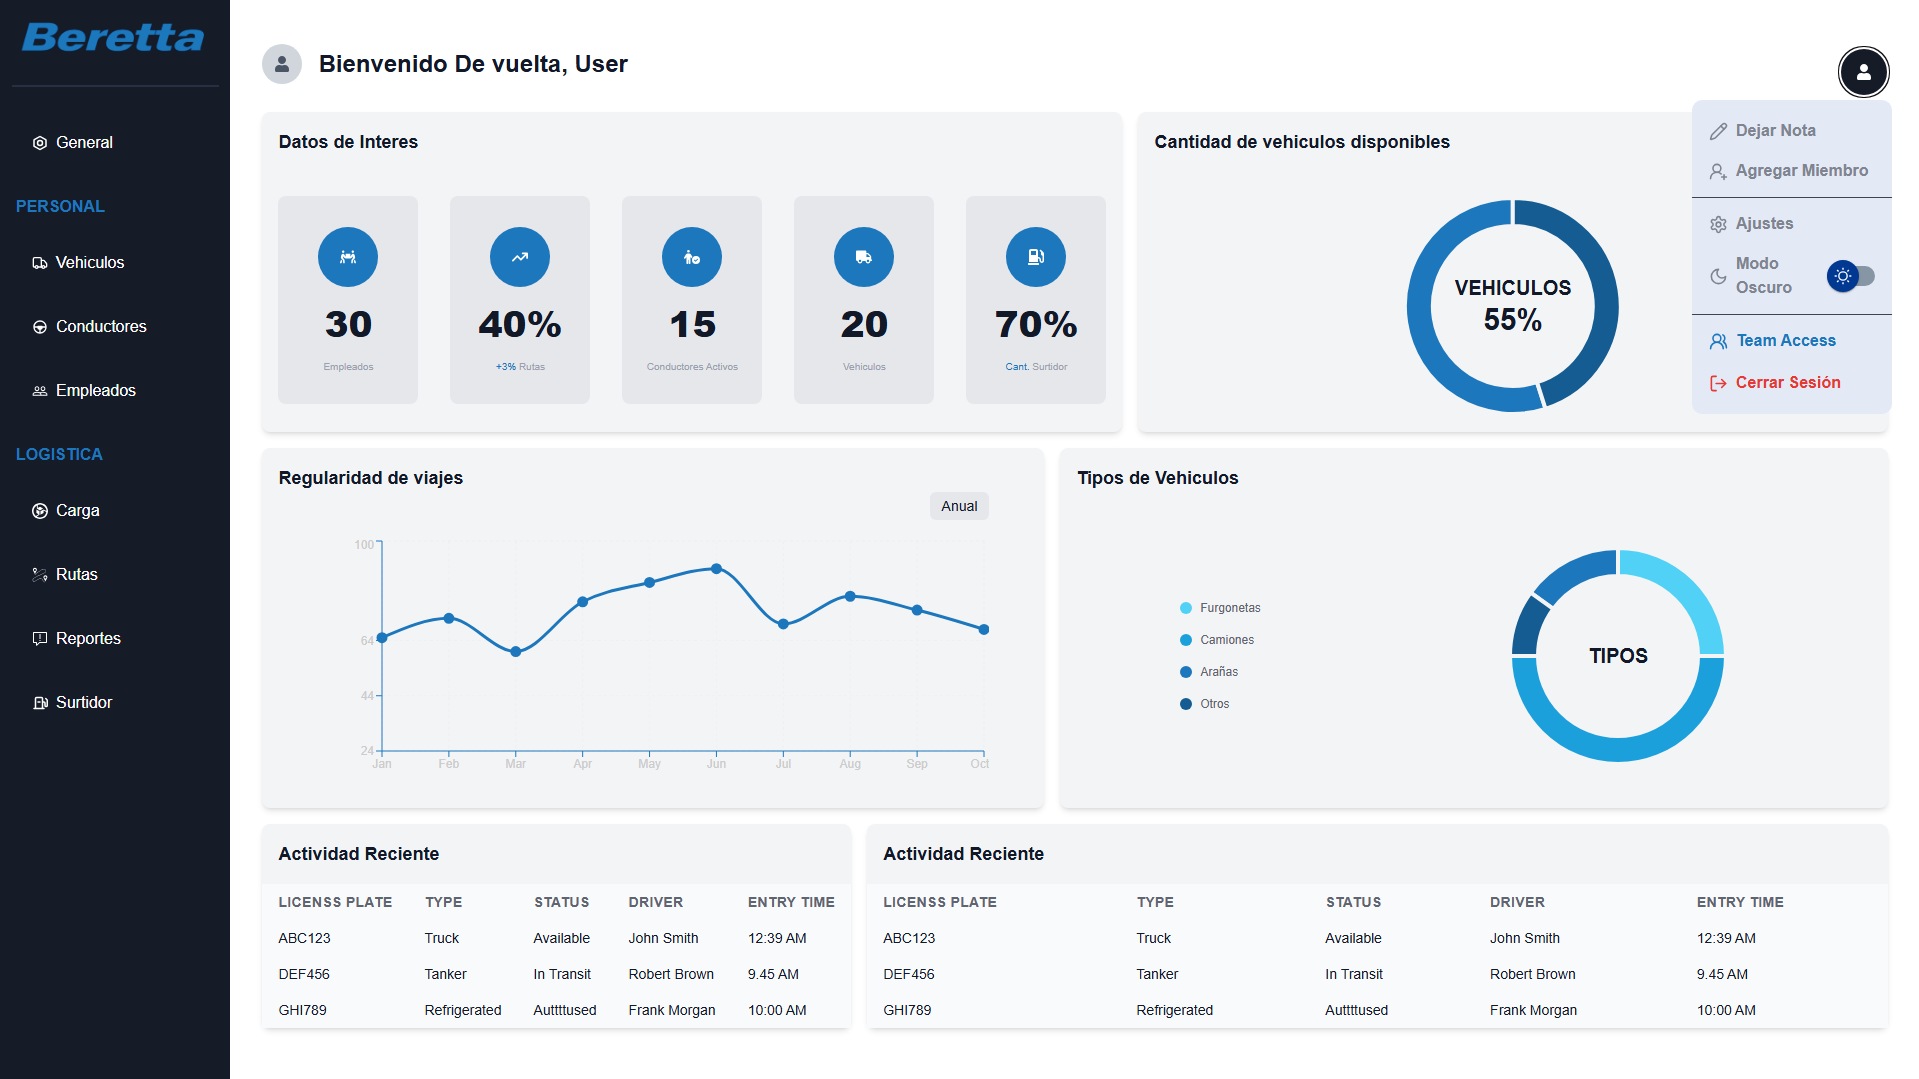 Beretta
General
PERSONAL
Vehiculos
Conductores
Empleados
LOGISTICA
Carga
Rutas
Reportes
Surtidor
Bienvenido De vuelta, User
Dejar Nota
Agregar Miembro
Ajustes
Modo
Oscuro
Team Access
Cerrar Sesión
Datos de Interes
30
Empleados
40%
+3% Rutas
15
Conductores Activos
20
Vehiculos
70%
Cant. Surtidor
Cantidad de vehiculos disponibles
VEHICULOS
55%
Regularidad de viajes
Anual
100
64
44
24
Jan Feb Mar Apr May Jun Jul Aug Sep Oct
Tipos de Vehiculos
Furgonetas
Camiones
Arañas
Otros
TIPOS
Actividad Reciente
LICENSS PLATE TYPE STATUS DRIVER ENTRY TIME
ABC123 Truck Available John Smith 12:39 AM
DEF456 Tanker In Transit Robert Brown 9.45 AM
GHI789 Refrigerated Auttttused Frank Morgan 10:00 AM
Actividad Reciente
LICENSS PLATE TYPE STATUS DRIVER ENTRY TIME
ABC123 Truck Available John Smith 12:39 AM
DEF456 Tanker In Transit Robert Brown 9.45 AM
GHI789 Refrigerated Auttttused Frank Morgan 10:00 AM